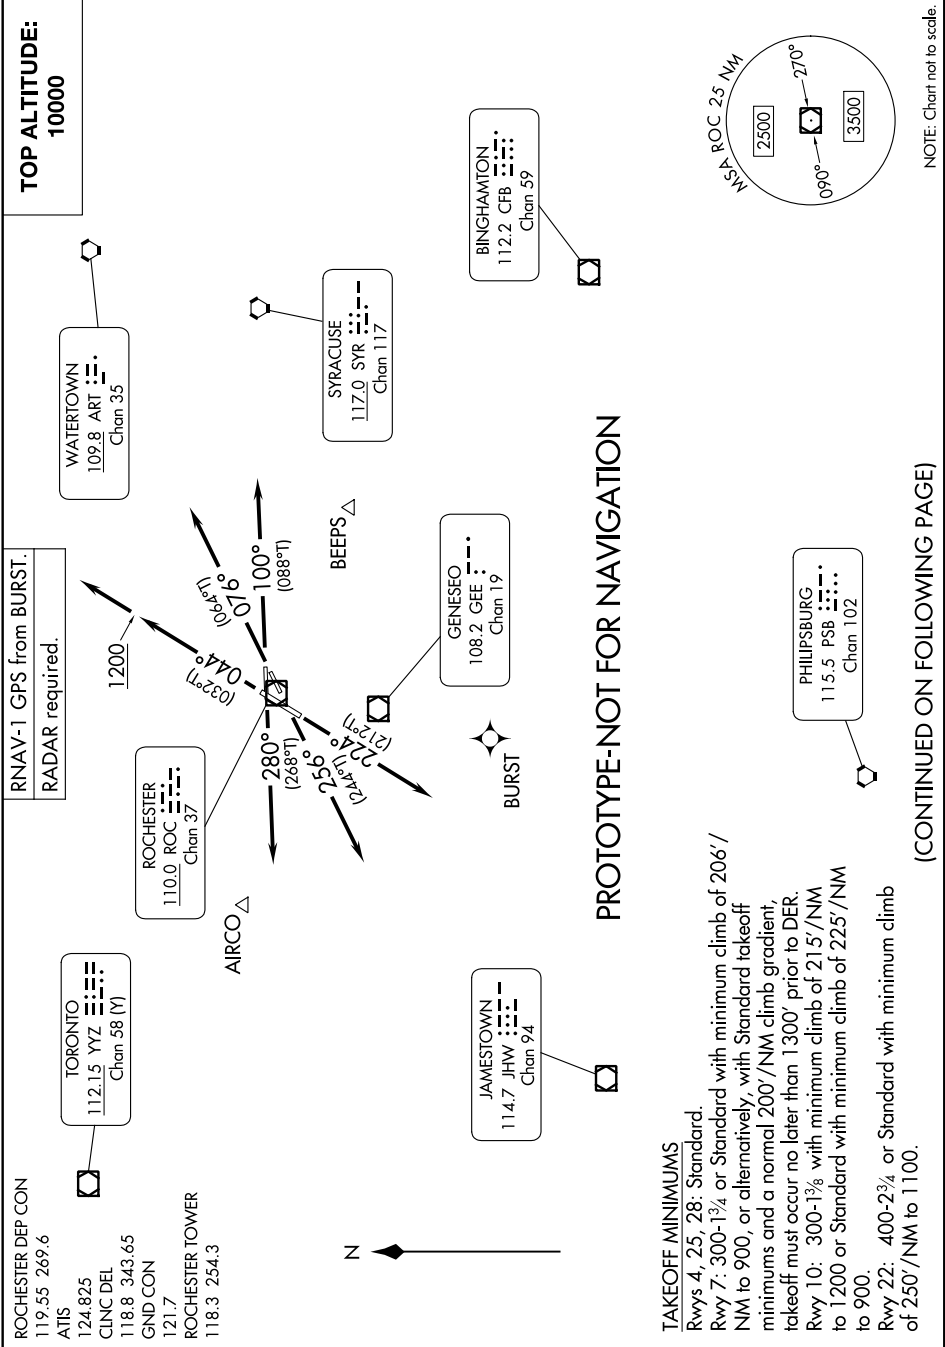 ROCHESTER DEP CON
119.55 269.6
ATIS
124.825
CLNC DEL
118.8 343.65
GND CON
121.7
ROCHESTER TOWER
118.3 254.3
RNAV-1 GPS from BURST.
RADAR required.
TOP ALTITUDE:
10000
TORONTO
112.15 YYZ
Chan 58 (Y)
WATERTOWN
109.8 ART
Chan 35
ROCHESTER
110.0 ROC
Chan 37
1200
044°
(032°T)
076°
(064°T)
100°
(088°T)
280°
(268°T)
256°
(244°T)
224°
(212°T)
AIRCO
BEEPS
SYRACUSE
117.0 SYR
Chan 117
GENESEO
108.2 GEE
Chan 19
BURST
BINGHAMTON
112.2 CFB
Chan 59
JAMESTOWN
114.7 JHW
Chan 94
N
PROTOTYPE-NOT FOR NAVIGATION
PHILIPSBURG
115.5 PSB
Chan 102
MSA ROC 25 NM
2500
270°
090°
3500
TAKEOFF MINIMUMS
Rwys 4, 25, 28: Standard.
Rwy 7: 300-1¾ or Standard with minimum climb of 206'/
NM to 900, or alternatively, with Standard takeoff
minimums and a normal 200'/NM climb gradient,
takeoff must occur no later than 1300' prior to DER.
Rwy 10: 300-1⅜ with minimum climb of 215'/NM
to 1200 or Standard with minimum climb of 225'/NM
to 900.
Rwy 22: 400-2¾ or Standard with minimum climb
of 250'/NM to 1100.
(CONTINUED ON FOLLOWING PAGE)
NOTE: Chart not to scale.